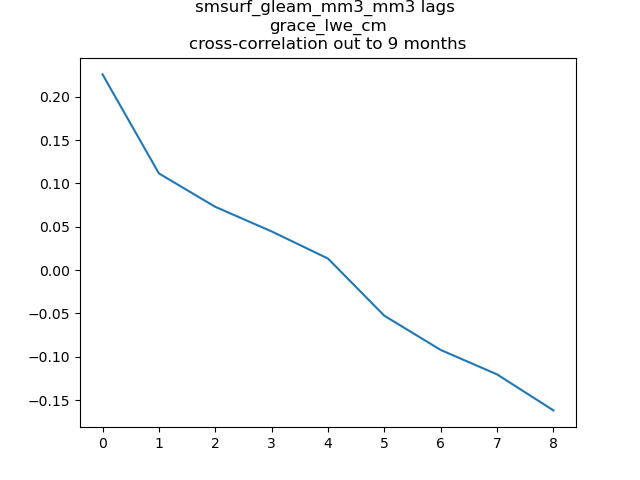 smsurf_gleam_mm3_mm3 lags
grace_lwe_cm
cross-correlation out to 9 months
0.20
0.15
0.10
0.05
0.00
−0.05
−0.10
−0.15
0 1 2 3 4 5 6 7 8